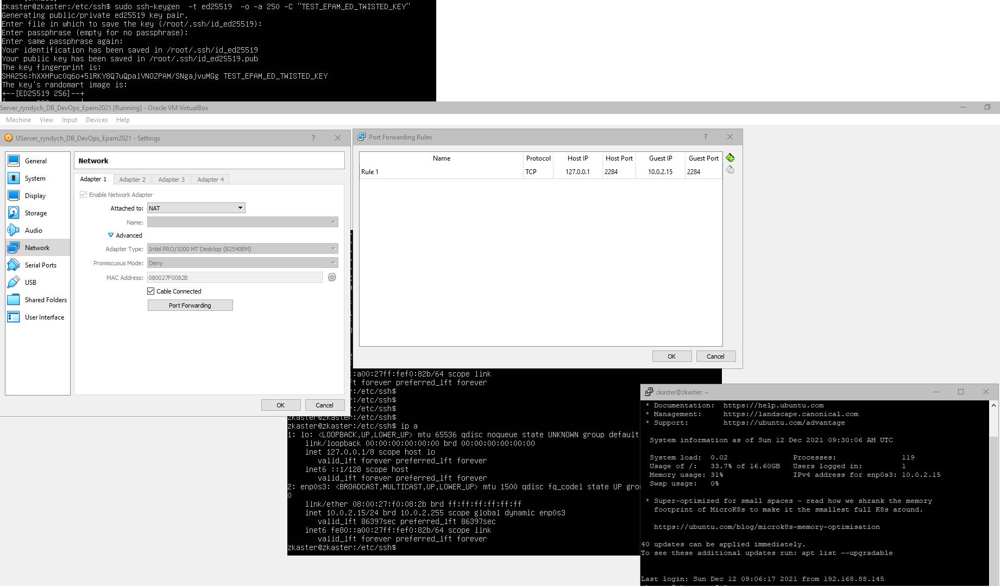 zkaster@zkaster:/etc/ssh$ sudo ssh-keygen  -t ed25519  -o -a 250 -C "TEST_EPAM_ED_TWISTED_KEY"
Generating public/private ed25519 key pair.
Enter file in which to save the key (/root/.ssh/id_ed25519):
Enter passphrase (empty for no passphrase):
Enter same passphrase again:
Your identification has been saved in /root/.ssh/id_ed25519
Your public key has been saved in /root/.ssh/id_ed25519.pub
The key fingerprint is:
SHA256:hXXHPuc0q6o+5lRKY8Q7uQpalVNOZPAM/SNgajvuMGg TEST_EPAM_ED_TWISTED_KEY
The key's randomart image is:
+--[ED25519 256]--+
Server_ryndych_DB_DevOps_Epam2021 [Running] - Oracle VM VirtualBox
Machine View Input Devices Help
UServer_ryndych_DB_DevOps_Epam2021 - Settings
General
System
Display
Storage
Audio
Network
Serial Ports
USB
Shared Folders
User Interface
Network
Adapter 1 Adapter 2 Adapter 3 Adapter 4
Enable Network Adapter
Attached to: NAT
Name:
Advanced
Adapter Type: Intel PRO/1000 MT Desktop (82540EM)
Promiscuous Mode: Deny
MAC Address: 080027F0082B
Cable Connected
Port Forwarding
OK Cancel
Port Forwarding Rules
Name Protocol Host IP Host Port Guest IP Guest Port
Rule 1 TCP 127.0.0.1 2284 10.0.2.15 2284
OK Cancel
:a00:27ff:fef0:82b/64 scope link
t forever preferred_lft forever
:/etc/ssh$
:/etc/ssh$
:/etc/ssh$
zkaster@zkaster:/etc/ssh$
zkaster@zkaster:/etc/ssh$ ip a
1: lo: <LOOPBACK,UP,LOWER_UP> mtu 65536 qdisc noqueue state UNKNOWN group default
link/loopback 00:00:00:00:00:00 brd 00:00:00:00:00:00
inet 127.0.0.1/8 scope host lo
valid_lft forever preferred_lft forever
inet6 ::1/128 scope host
valid_lft forever preferred_lft forever
2: enp0s3: <BROADCAST,MULTICAST,UP,LOWER_UP> mtu 1500 qdisc fq_codel state UP grou
0
link/ether 08:00:27:f0:08:2b brd ff:ff:ff:ff:ff:ff
inet 10.0.2.15/24 brd 10.0.2.255 scope global dynamic enp0s3
valid_lft 86397sec preferred_lft 86397sec
inet6 fe80::a00:27ff:fef0:82b/64 scope link
valid_lft forever preferred_lft forever
zkaster@zkaster:/etc/ssh$
zkaster@zkaster: ~
* Documentation:  https://help.ubuntu.com
* Management:     https://landscape.canonical.com
* Support:        https://ubuntu.com/advantage
System information as of Sun 12 Dec 2021 09:30:06 AM UTC
System load:  0.02 Processes: 119
Usage of /:   33.7% of 16.60GB Users logged in: 1
Memory usage: 31% IPv4 address for enp0s3: 10.0.2.15
Swap usage:   0%
* Super-optimized for small spaces - read how we shrank the memory
footprint of MicroK8s to make it the smallest full K8s around.
https://ubuntu.com/blog/microk8s-memory-optimisation
40 updates can be applied immediately.
To see these additional updates run: apt list --upgradable
Last login: Sun Dec 12 09:06:17 2021 from 192.168.88.145